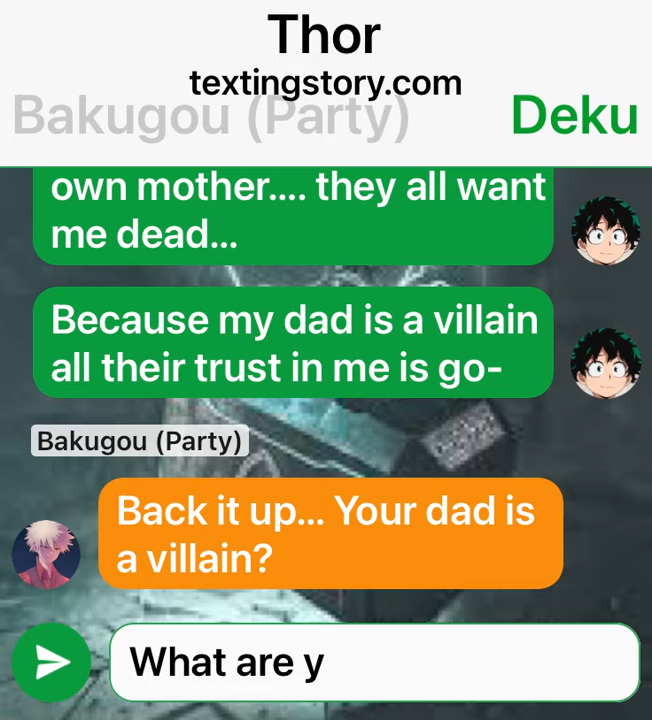 Thor
textingstory.com
Bakugou (Party) Deku
own mother.... they all want
me dead...
Because my dad is a villain
all their trust in me is go-
Bakugou (Party)
Back it up... Your dad is
a villain?
What are y